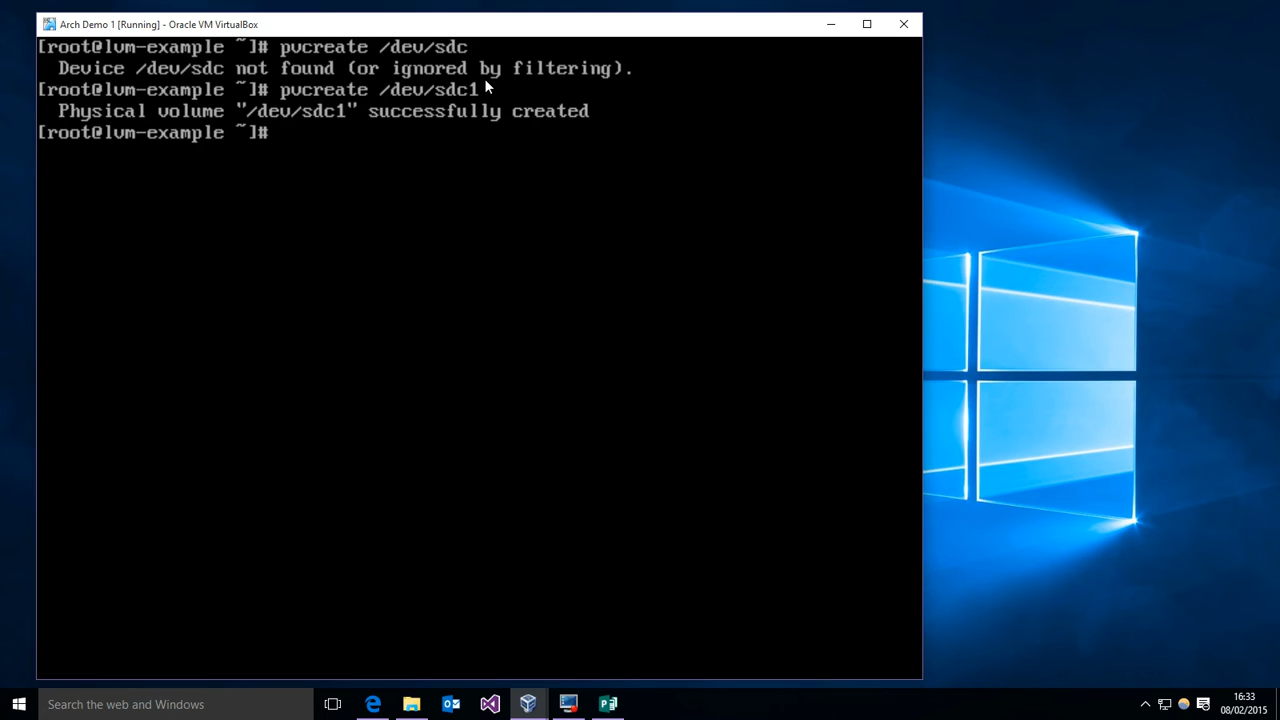 Arch Demo 1 [Running] - Oracle VM VirtualBox
[root@lvm-example ~]# pvcreate /dev/sdc
Device /dev/sdc not found (or ignored by filtering).
[root@lvm-example ~]# pvcreate /dev/sdc1
Physical volume "/dev/sdc1" successfully created
[root@lvm-example ~]#
Search the web and Windows
16:33
08/02/2015